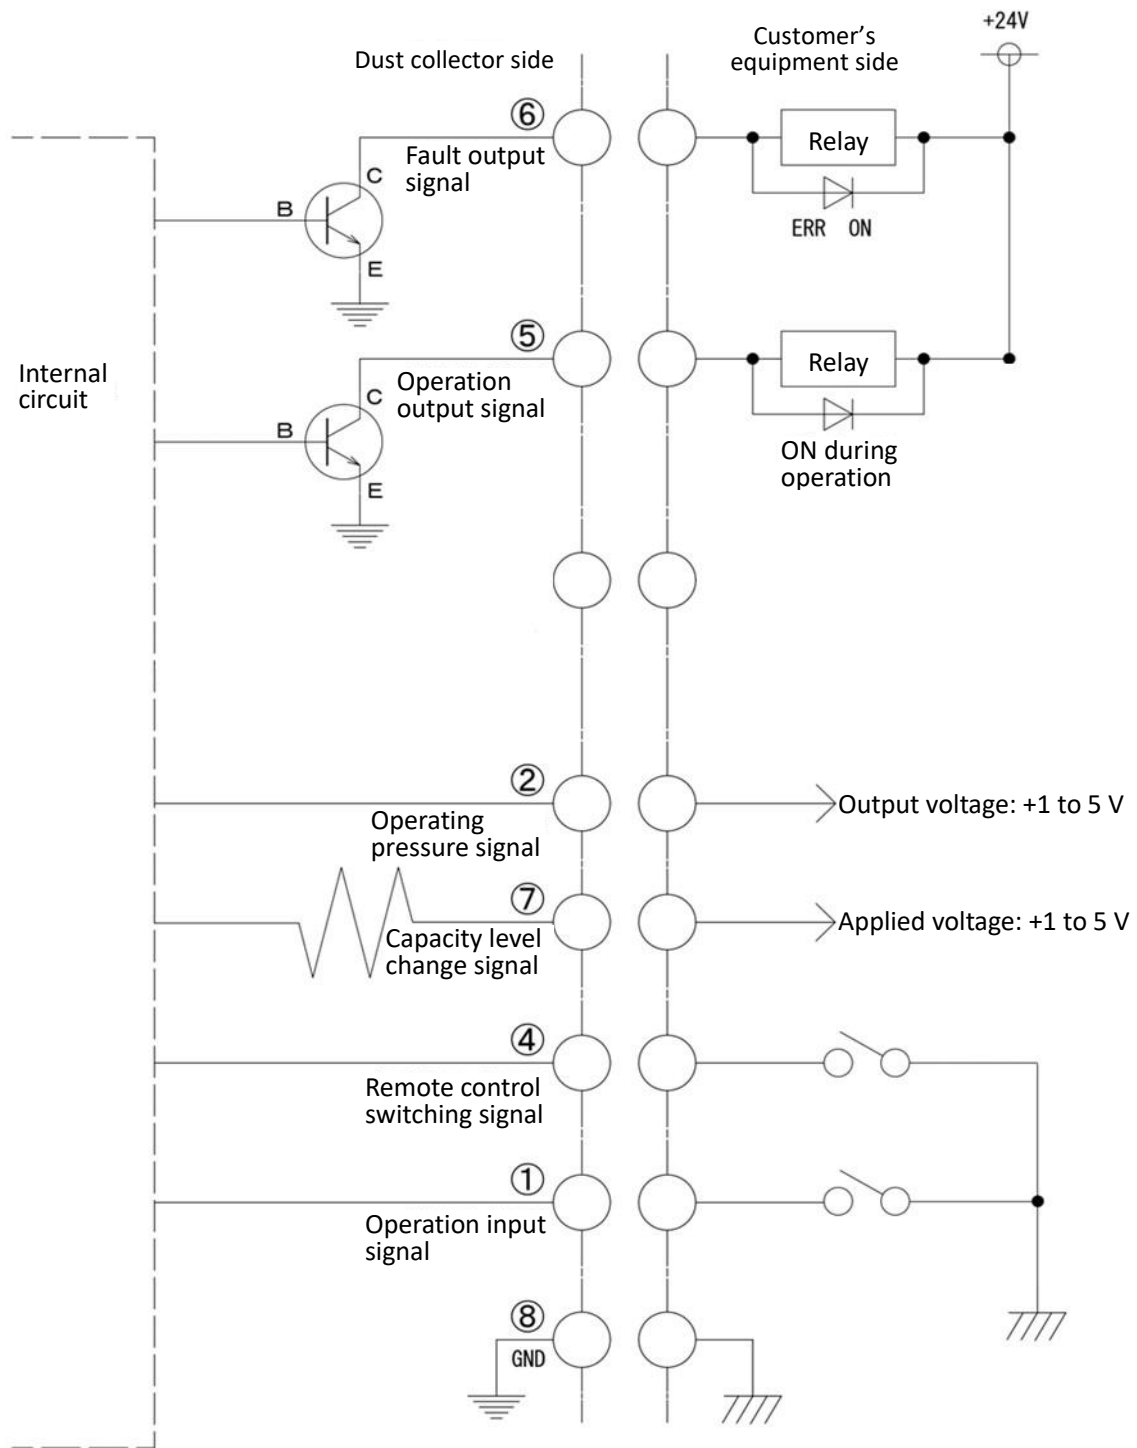 +24V
Dust collector side
Customer’s
equipment side
⑥
Relay
Fault output
signal
C
B
ERR ON
E
⑤
Relay
Internal
circuit
Operation
output signal
C
B
ON during
operation
E
②
Output voltage: +1 to 5 V
Operating
pressure signal
⑦
Applied voltage: +1 to 5 V
Capacity level
change signal
④
Remote control
switching signal
①
Operation input
signal
⑧
GND